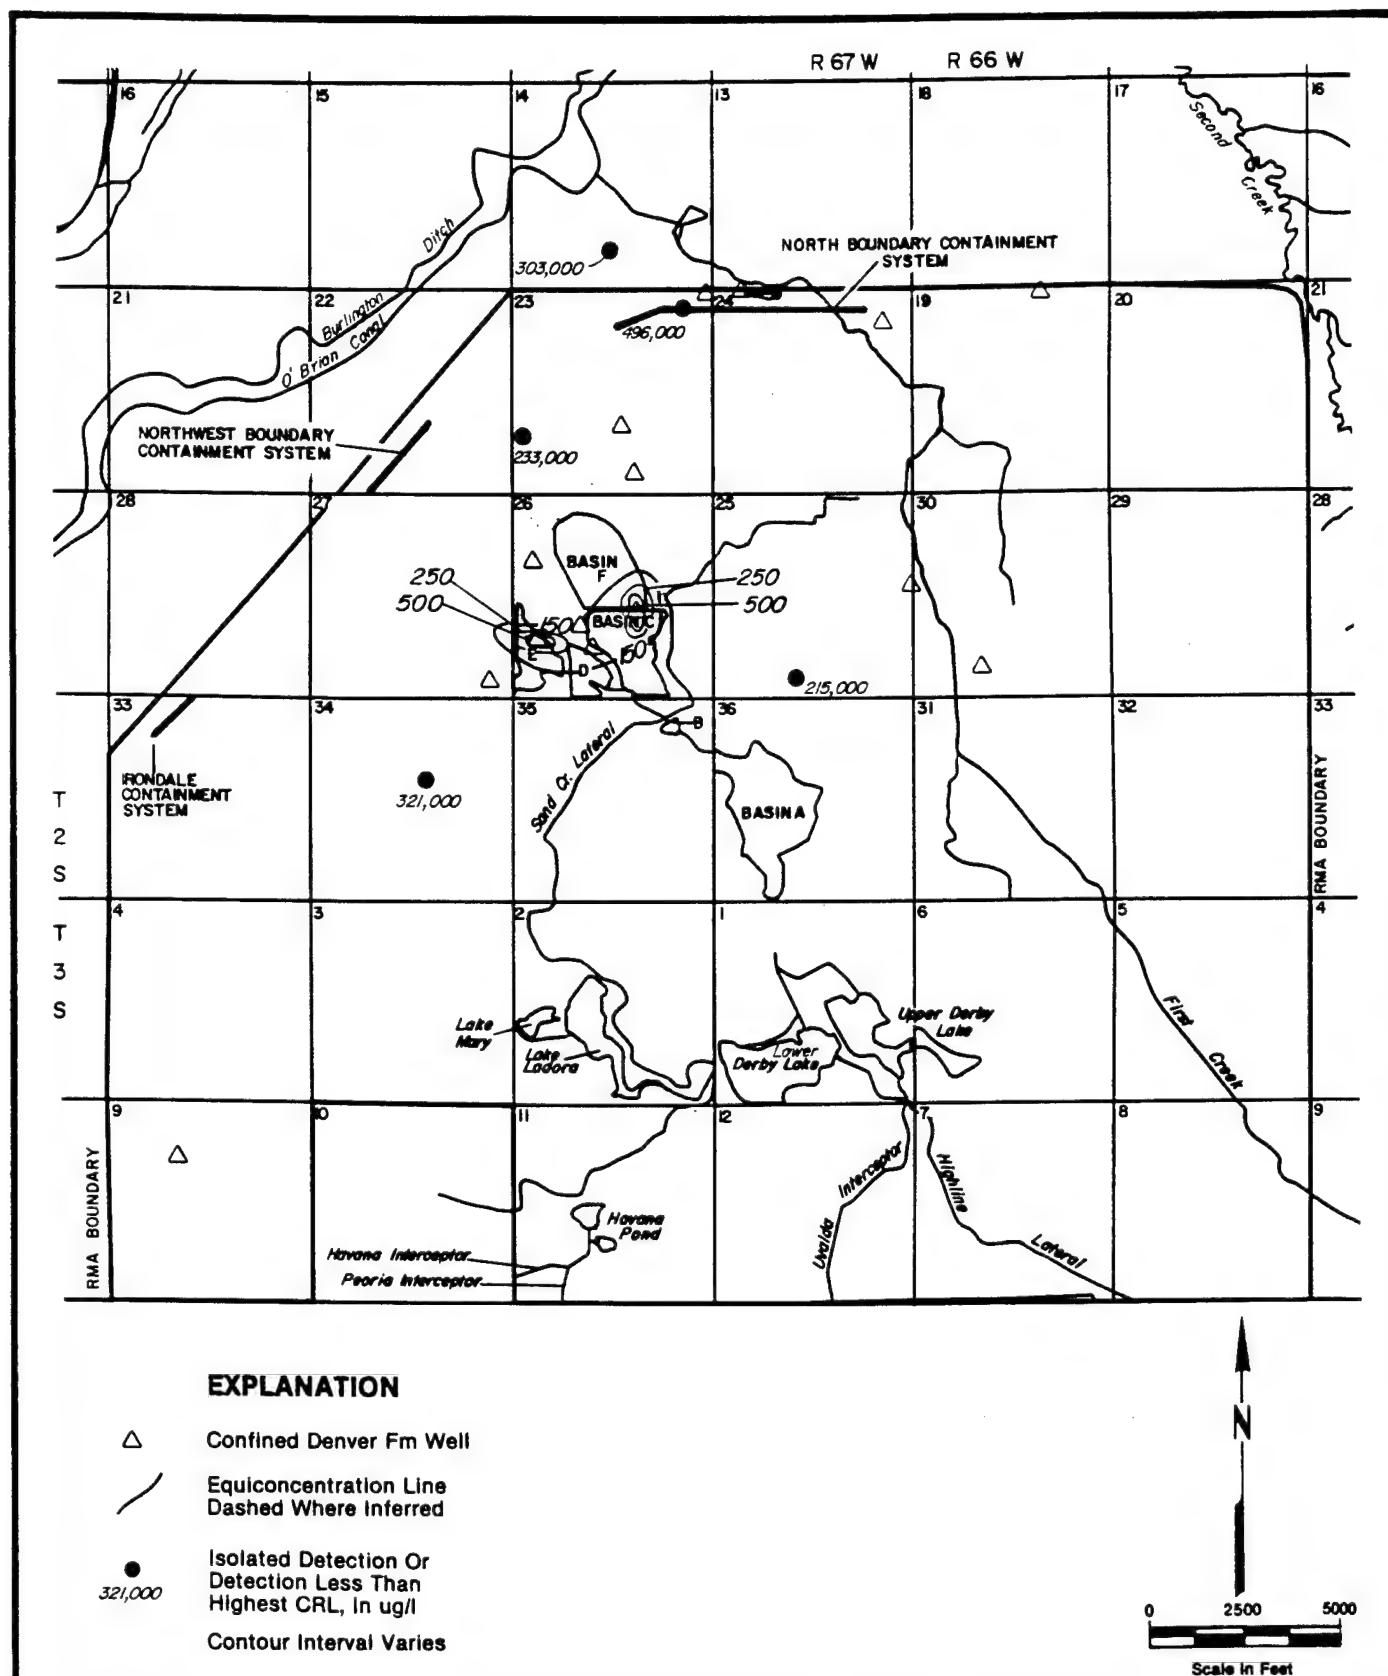 R 67 W R 66 W
16 15 14 13 18 17 16
Second
Creek
Ditch
NORTH BOUNDARY CONTAINMENT
SYSTEM
303,000
21 22 23 24 19 20 21
Burlington
O' Brian Canal
496,000
NORTHWEST BOUNDARY
CONTAINMENT SYSTEM
233,000
28 27 26 25 30 29 28
BASIN
F
250 250
500 500
150 BASIN C
E D 150
215,000
33 34 35 36 31 32 33
B
IRONDALE
CONTAINMENT
SYSTEM
321,000
Sand Cr. Lateral
BASIN A
RMA BOUNDARY
T
2
S
4 3 2 1 6 5 4
T
3
S
Lake
Mary
Lake
Ladora
Lower
Derby Lake
Upper Derby
Lake
First
Creek
9 10 11 12 7 8 9
RMA BOUNDARY
Interceptor
Uvalda
Highline
Lateral
Havana
Pond
Havana Interceptor
Peoria Interceptor
EXPLANATION
Confined Denver Fm Well
Equiconcentration Line
Dashed Where Inferred
Isolated Detection Or
Detection Less Than
321,000 Highest CRL, In ug/l
Contour Interval Varies
N
0 2500 5000
Scale In Feet